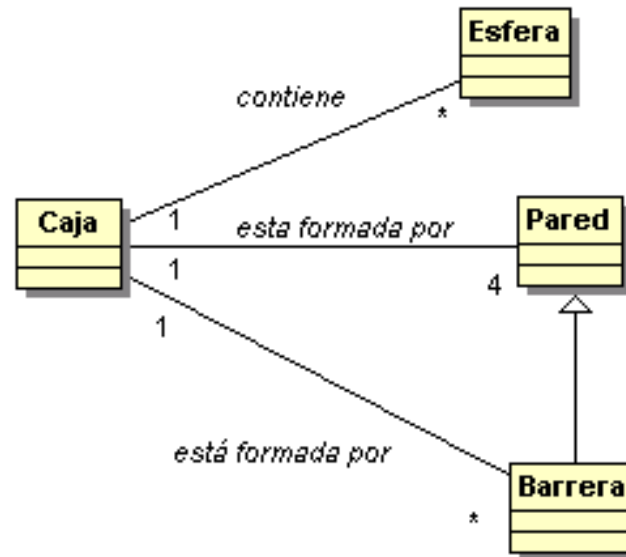 Esfera
contiene
*
Caja
1
esta formada por
Pared
1
4
1
está formada por
Barrera
*